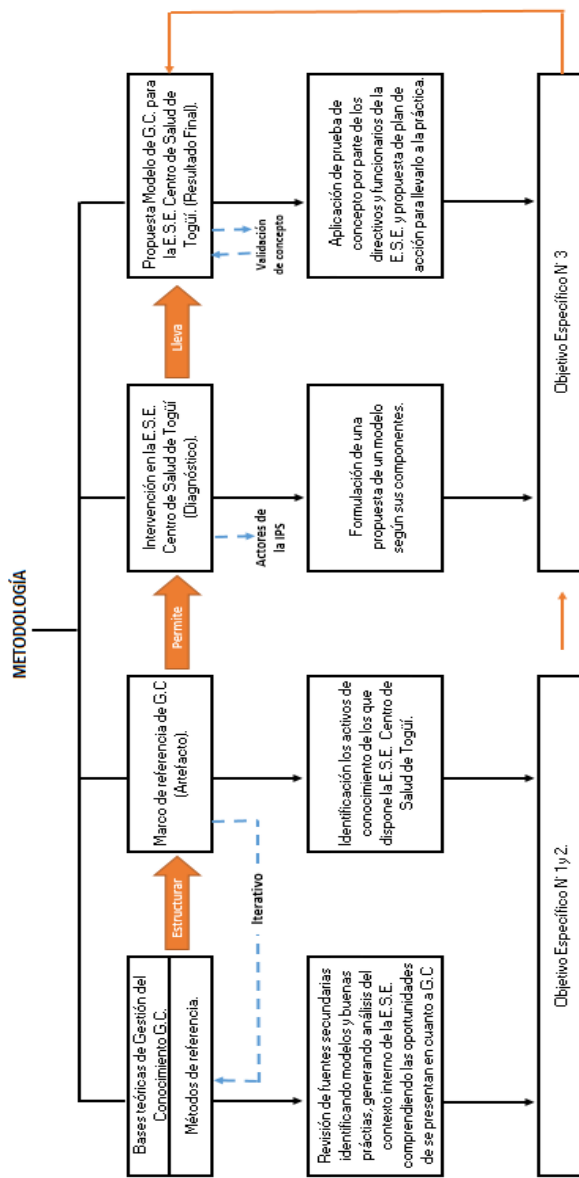 METODOLOGÍA
Bases teóricas de Gestión del
Conocimiento G.C.
Métodos de referencia.
Estructurar
Marco de referencia de G.C
(Artefacto).
Permite
Intervención en la E.S.E.
Centro de Salud de Togüí
(Diagnóstico).
Lleva
Propuesta Modelo de G.C. para
la E.S.E. Centro de Salud de
Togüí. (Resultado Final).
Iterativo
Actores de
la IPS
Validación
de concepto
Revisión de fuentes secundarias
identificando modelos y buenas
práctias, generando análisis del
contexto interno de la E.S.E.
comprendiendo las oportunidades
de se presentan en cuanto a G.C
Identificación los activos de
conocimiento de los que
dispone la E.S.E. Centro de
Salud de Togüí.
Formulación de una
propuesta de un modelo
según sus componentes.
Aplicación de prueba de
concepto por parte de los
directivos y funcionarios de la
E.S.E. y propuesta de plan de
acción para llevarlo a la práctica.
Objetivo Específico N° 1 y 2.
Objetivo Específico N° 3